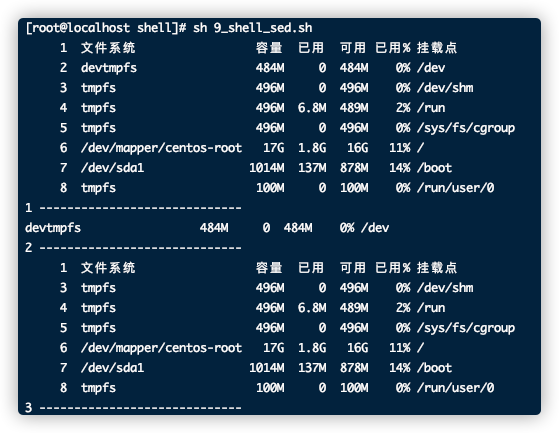 [root@localhost shell]# sh 9_shell_sed.sh
1 文件系统 容量 已用 可用 已用% 挂载点
2 devtmpfs 484M 0 484M 0% /dev
3 tmpfs 496M 0 496M 0% /dev/shm
4 tmpfs 496M 6.8M 489M 2% /run
5 tmpfs 496M 0 496M 0% /sys/fs/cgroup
6 /dev/mapper/centos-root 17G 1.8G 16G 11% /
7 /dev/sda1 1014M 137M 878M 14% /boot
8 tmpfs 100M 0 100M 0% /run/user/0
1 -----------------------------
devtmpfs 484M 0 484M 0% /dev
2 -----------------------------
1 文件系统 容量 已用 可用 已用% 挂载点
3 tmpfs 496M 0 496M 0% /dev/shm
4 tmpfs 496M 6.8M 489M 2% /run
5 tmpfs 496M 0 496M 0% /sys/fs/cgroup
6 /dev/mapper/centos-root 17G 1.8G 16G 11% /
7 /dev/sda1 1014M 137M 878M 14% /boot
8 tmpfs 100M 0 100M 0% /run/user/0
3 -----------------------------